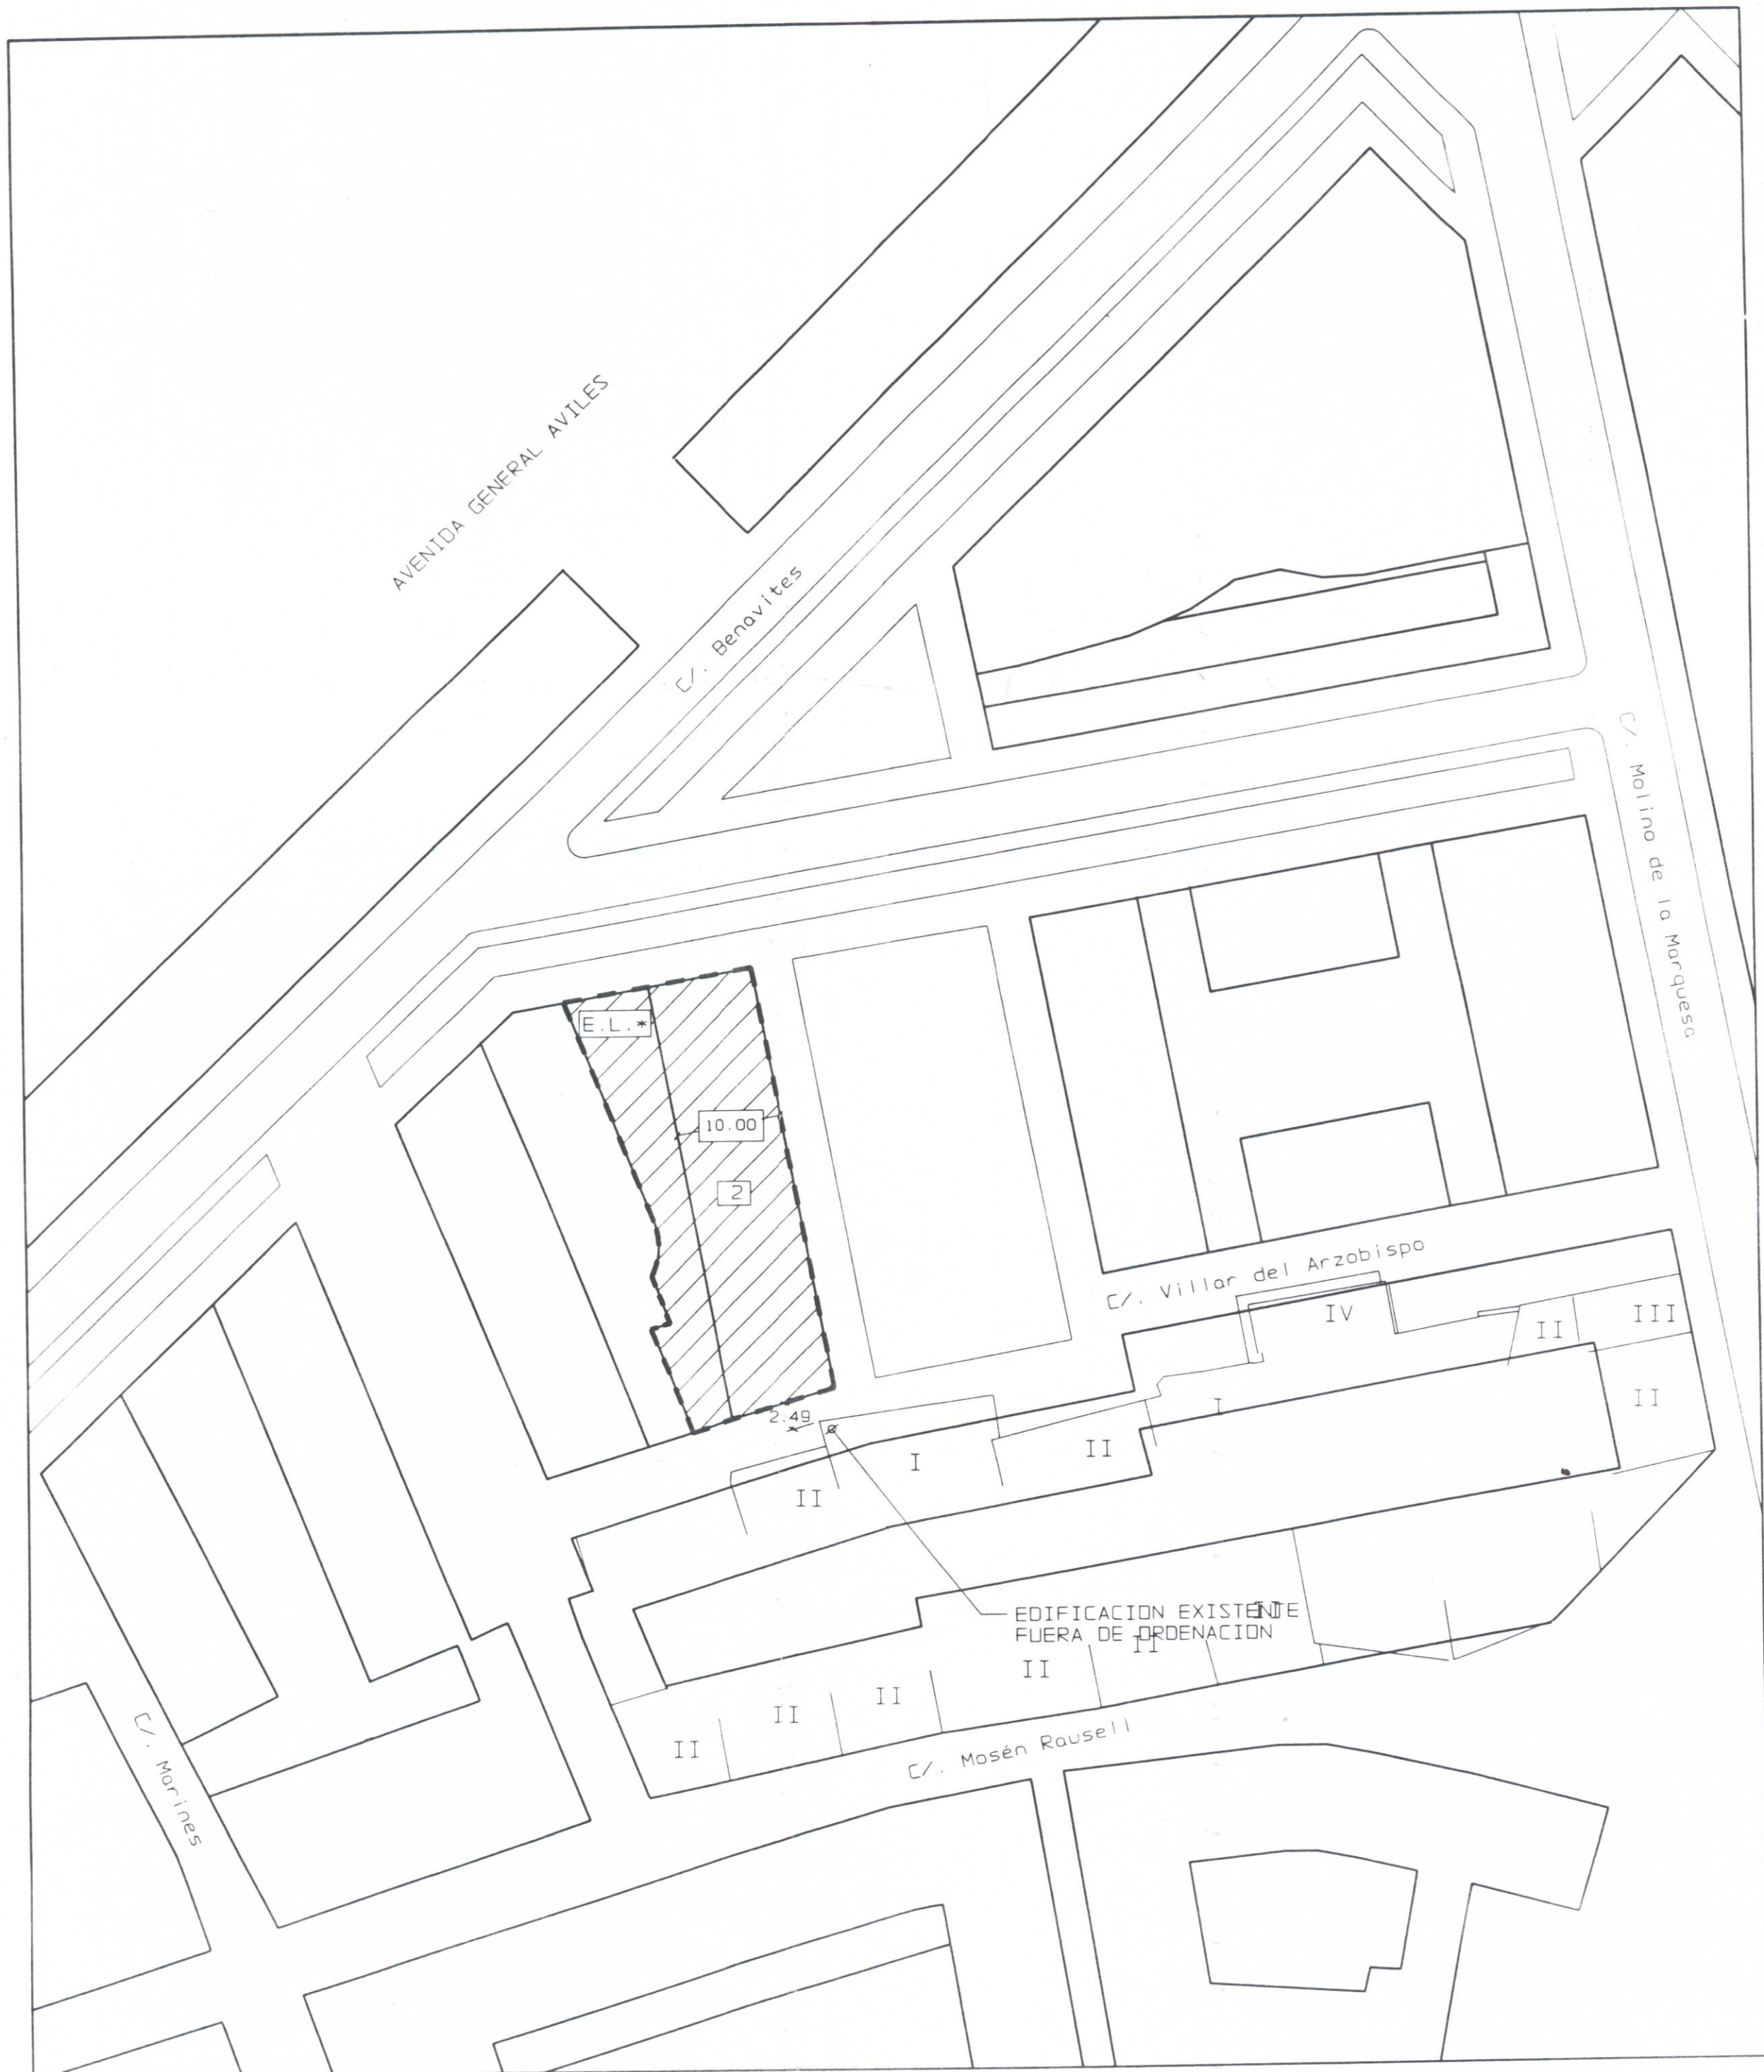 AVENIDA GENERAL AVILES
C/. Benavites
C/. Molino de la Marquesa
E.L.*
10.00
2
C/. Villar del Arzobispo
IV
III
II
II
I
2.49
II
I
II
EDIFICACION EXISTENTE
FUERA DE ORDENACION
II
II
II
II
II
II
C/. Mosén Rausell
C/. Marines